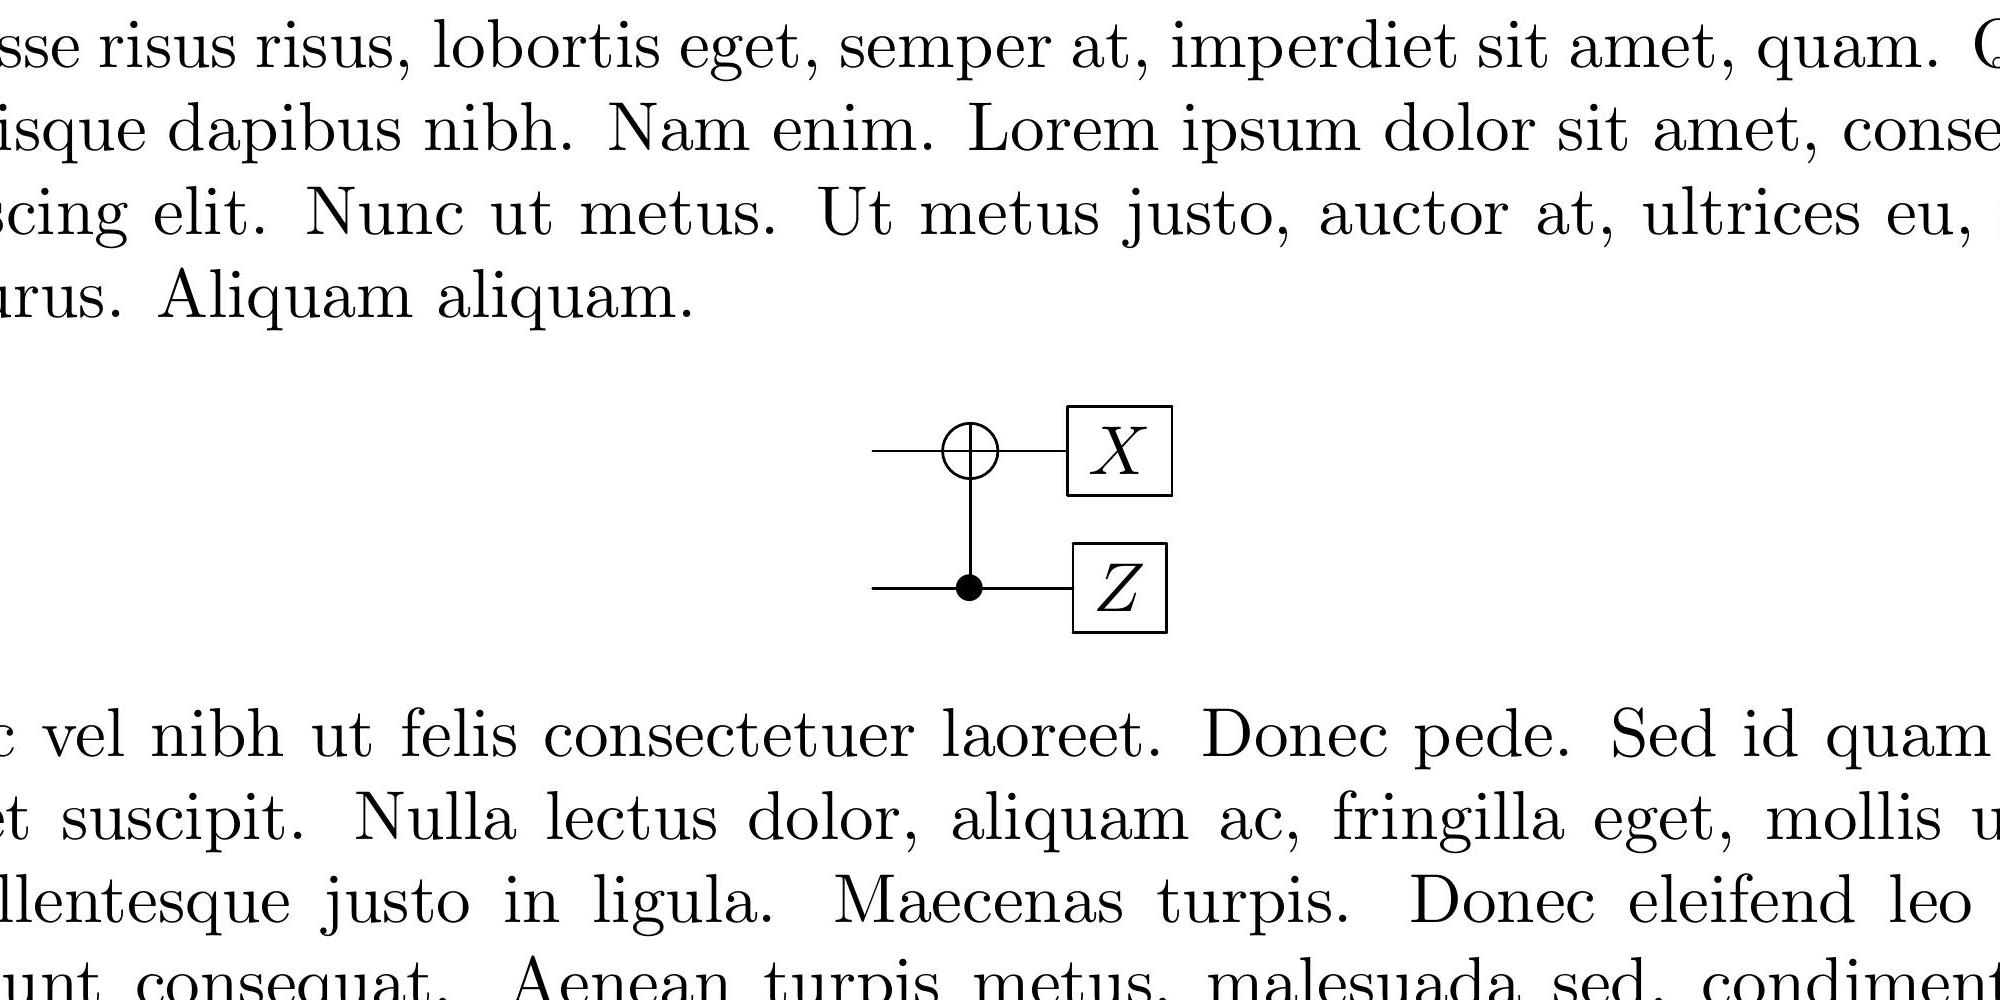 sse risus risus, lobortis eget, semper at, imperdiet sit amet, quam.
isque dapibus nibh. Nam enim. Lorem ipsum dolor sit amet, conse
scing elit. Nunc ut metus. Ut metus justo, auctor at, ultrices eu,
urus. Aliquam aliquam.
X
Z
c vel nibh ut felis consectetuer laoreet. Donec pede. Sed id quam
et suscipit. Nulla lectus dolor, aliquam ac, fringilla eget, mollis u
llentesque justo in ligula. Maecenas turpis. Donec eleifend leo
unt consequat. Aenean turpis metus, malesuada sed, condiment